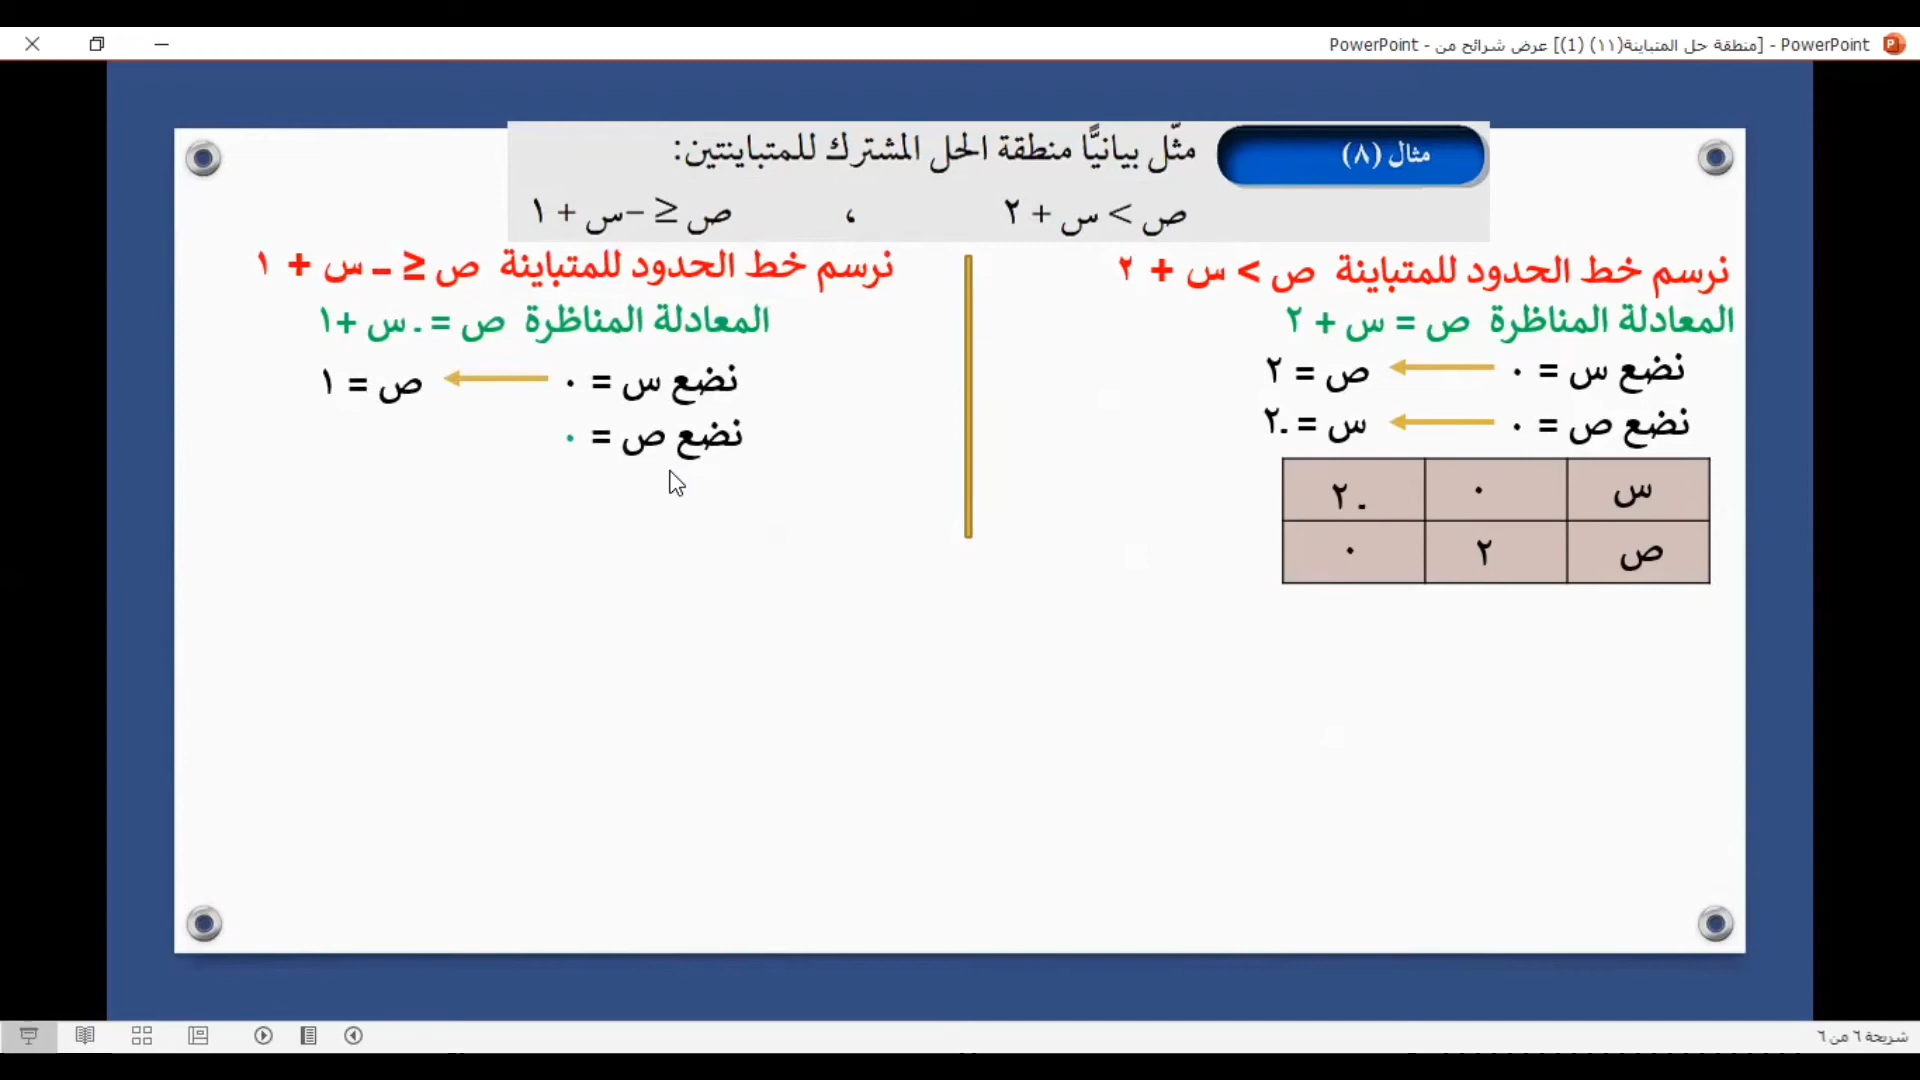 PowerPoint - [منطقة حل المتباينة(١١) (1)] عرض شرائح من - PowerPoint
مثال (٨) مثّل بيانيًّا منطقة الحل المشترك للمتباينتين:
ص > س + ٢ ، ص ≤ –س + ١
نرسم خط الحدود للمتباينة ص > س + ٢
المعادلة المناظرة ص = س + ٢
نضع س = ٠ ص = ٢
نضع ص = ٠ س = -٢
س ٠ -٢
ص ٢ ٠
نرسم خط الحدود للمتباينة ص ≤ – س + ١
المعادلة المناظرة ص = - س +١
نضع س = ٠ ص = ١
نضع ص = ٠
شريحة ٦ من ٦